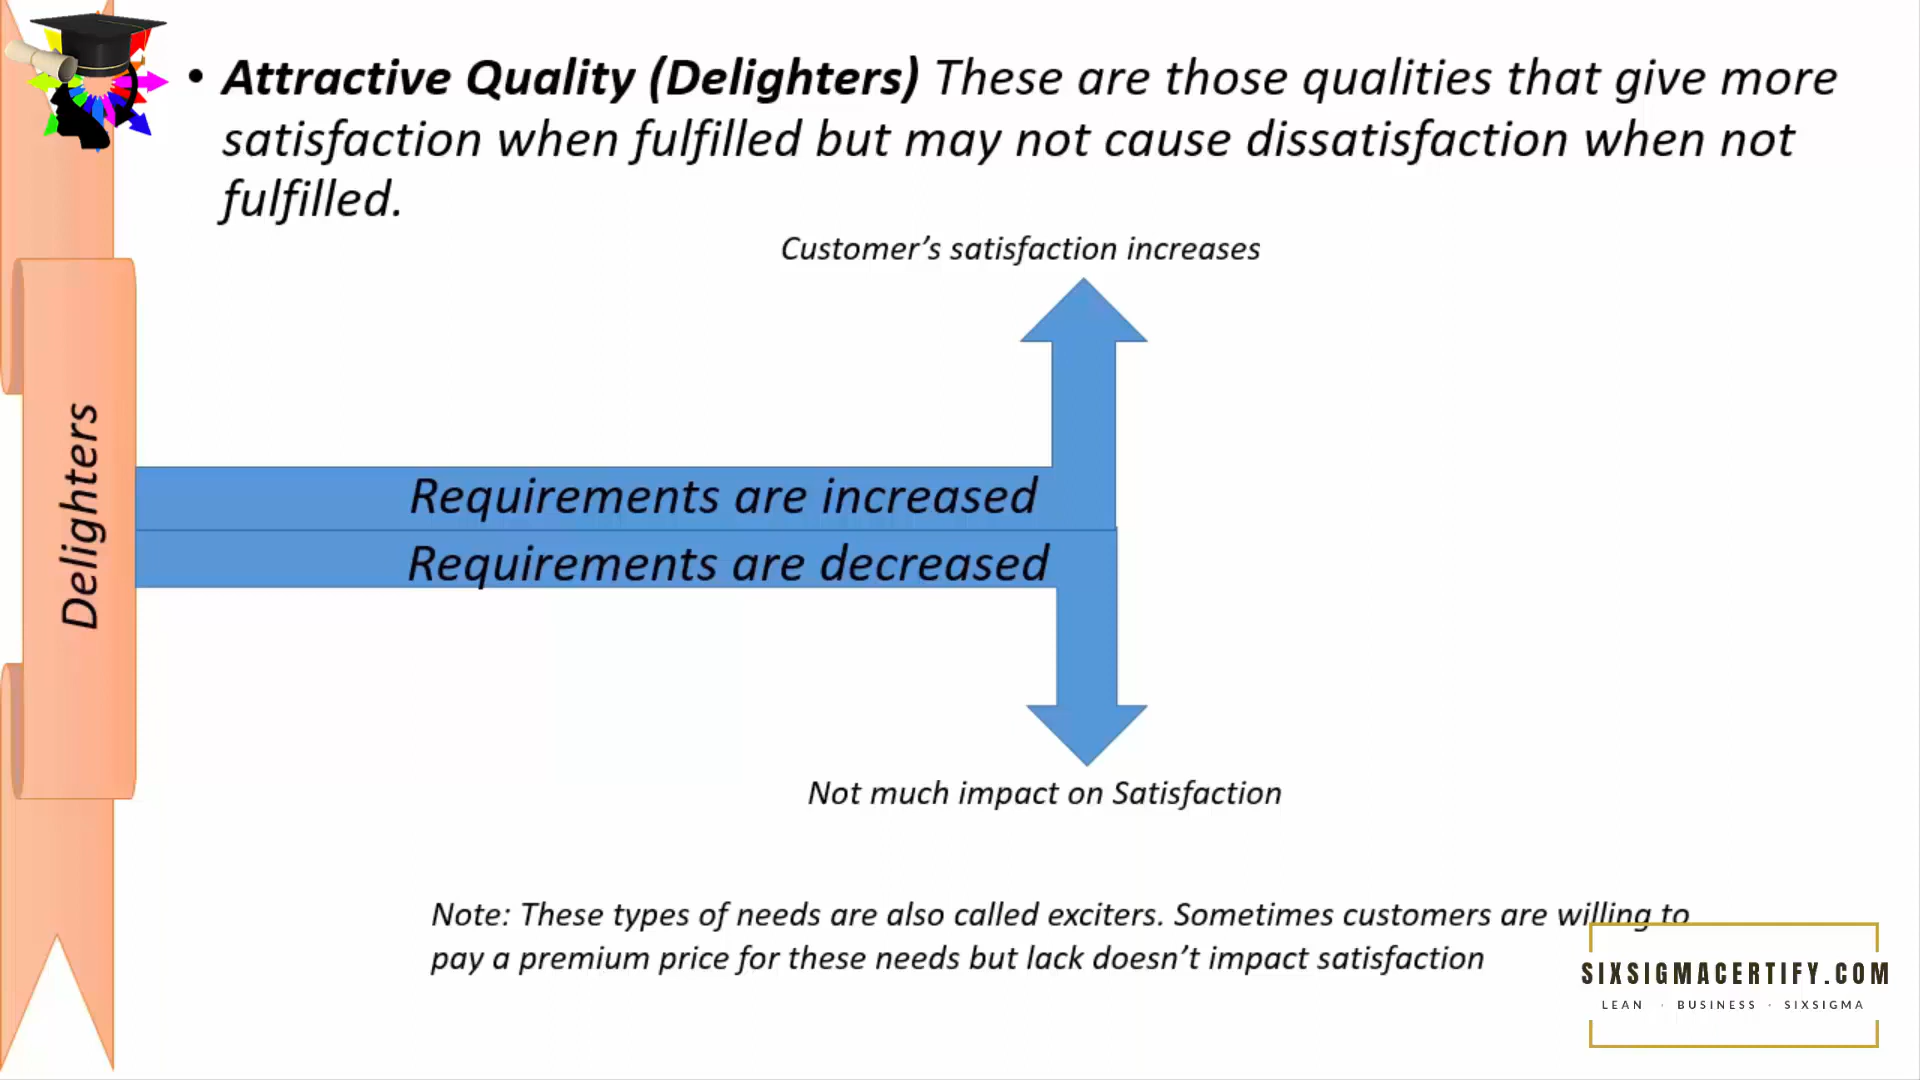 • Attractive Quality (Delighters) These are those qualities that give more
satisfaction when fulfilled but may not cause dissatisfaction when not
fulfilled.
Customer’s satisfaction increases
Delighters
Requirements are increased
Requirements are decreased
Not much impact on Satisfaction
Note: These types of needs are also called exciters. Sometimes customers are willing to
pay a premium price for these needs but lack doesn’t impact satisfaction
SIXSIGMACERTIFY.COM
LEAN · BUSINESS · SIXSIGMA